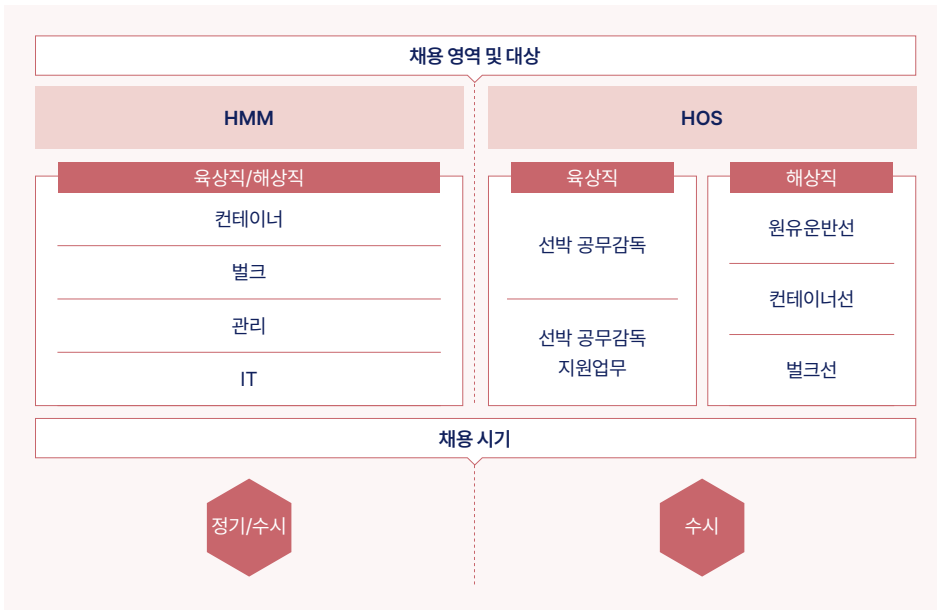 채용 영역 및 대상
HMM
육상직/해상직
컨테이너
벌크
관리
IT
HOS
육상직
선박 공무감독
선박 공무감독
지원업무
해상직
원유운반선
컨테이너선
벌크선
채용 시기
정기/수시
수시